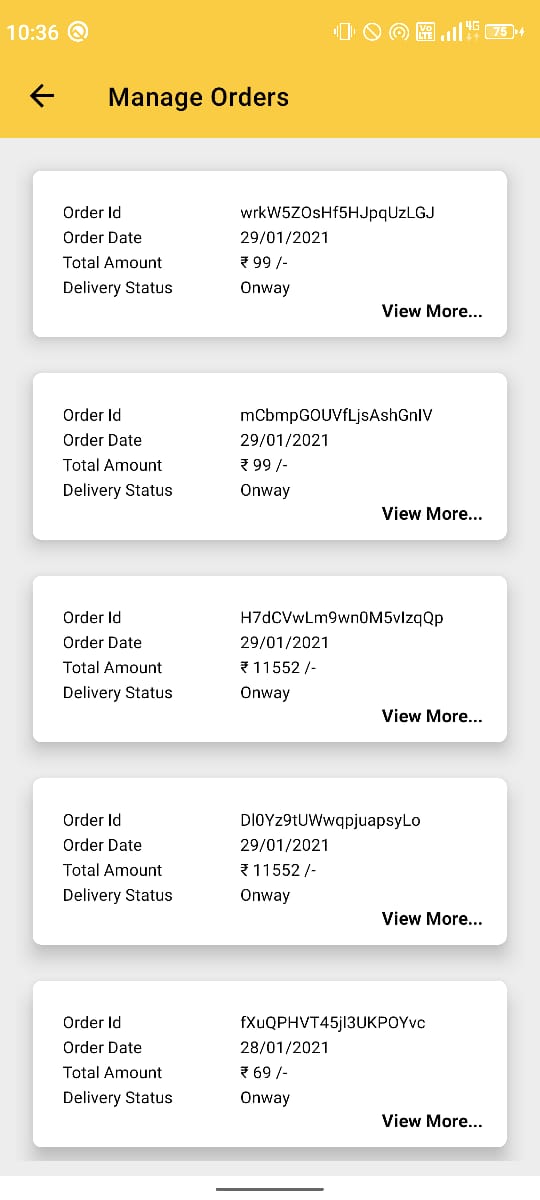 10:36 VO LTE 4G 75
Manage Orders
Order Id wrkW5ZOsHf5HJpqUzLGJ
Order Date 29/01/2021
Total Amount ₹ 99 /-
Delivery Status Onway
View More...
Order Id mCbmpGOUVfLjsAshGnIV
Order Date 29/01/2021
Total Amount ₹ 99 /-
Delivery Status Onway
View More...
Order Id H7dCVwLm9wn0M5vIzqQp
Order Date 29/01/2021
Total Amount ₹ 11552 /-
Delivery Status Onway
View More...
Order Id Dl0Yz9tUWwqpjuapsyLo
Order Date 29/01/2021
Total Amount ₹ 11552 /-
Delivery Status Onway
View More...
Order Id fXuQPHVT45jl3UKPOYvc
Order Date 28/01/2021
Total Amount ₹ 69 /-
Delivery Status Onway
View More...